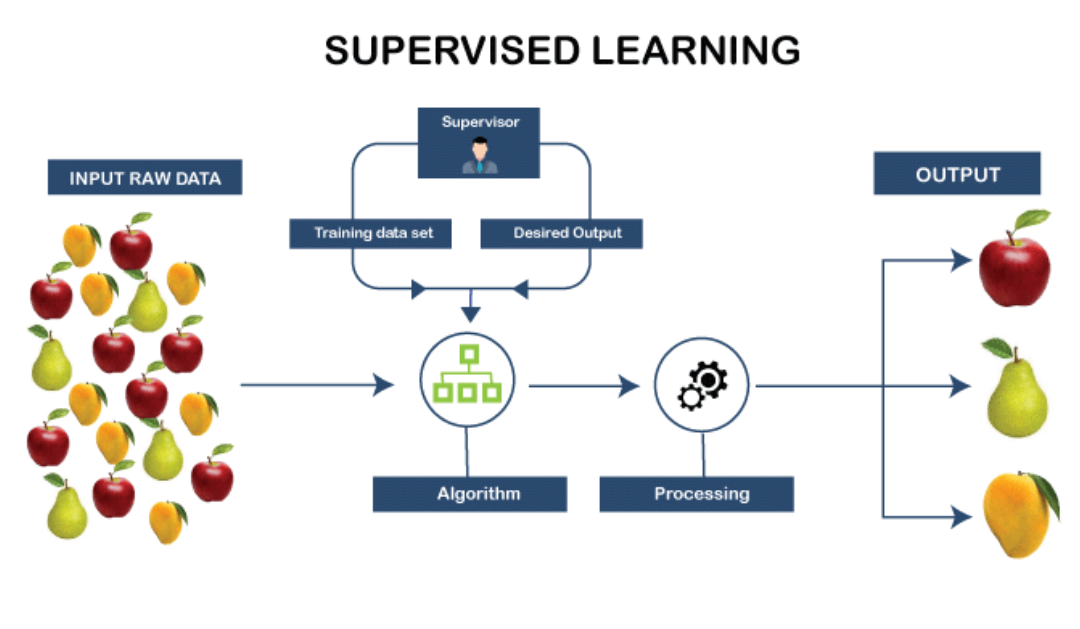 SUPERVISED LEARNING
Supervisor
INPUT RAW DATA
OUTPUT
Training data set
Desired Output
Algorithm
Processing